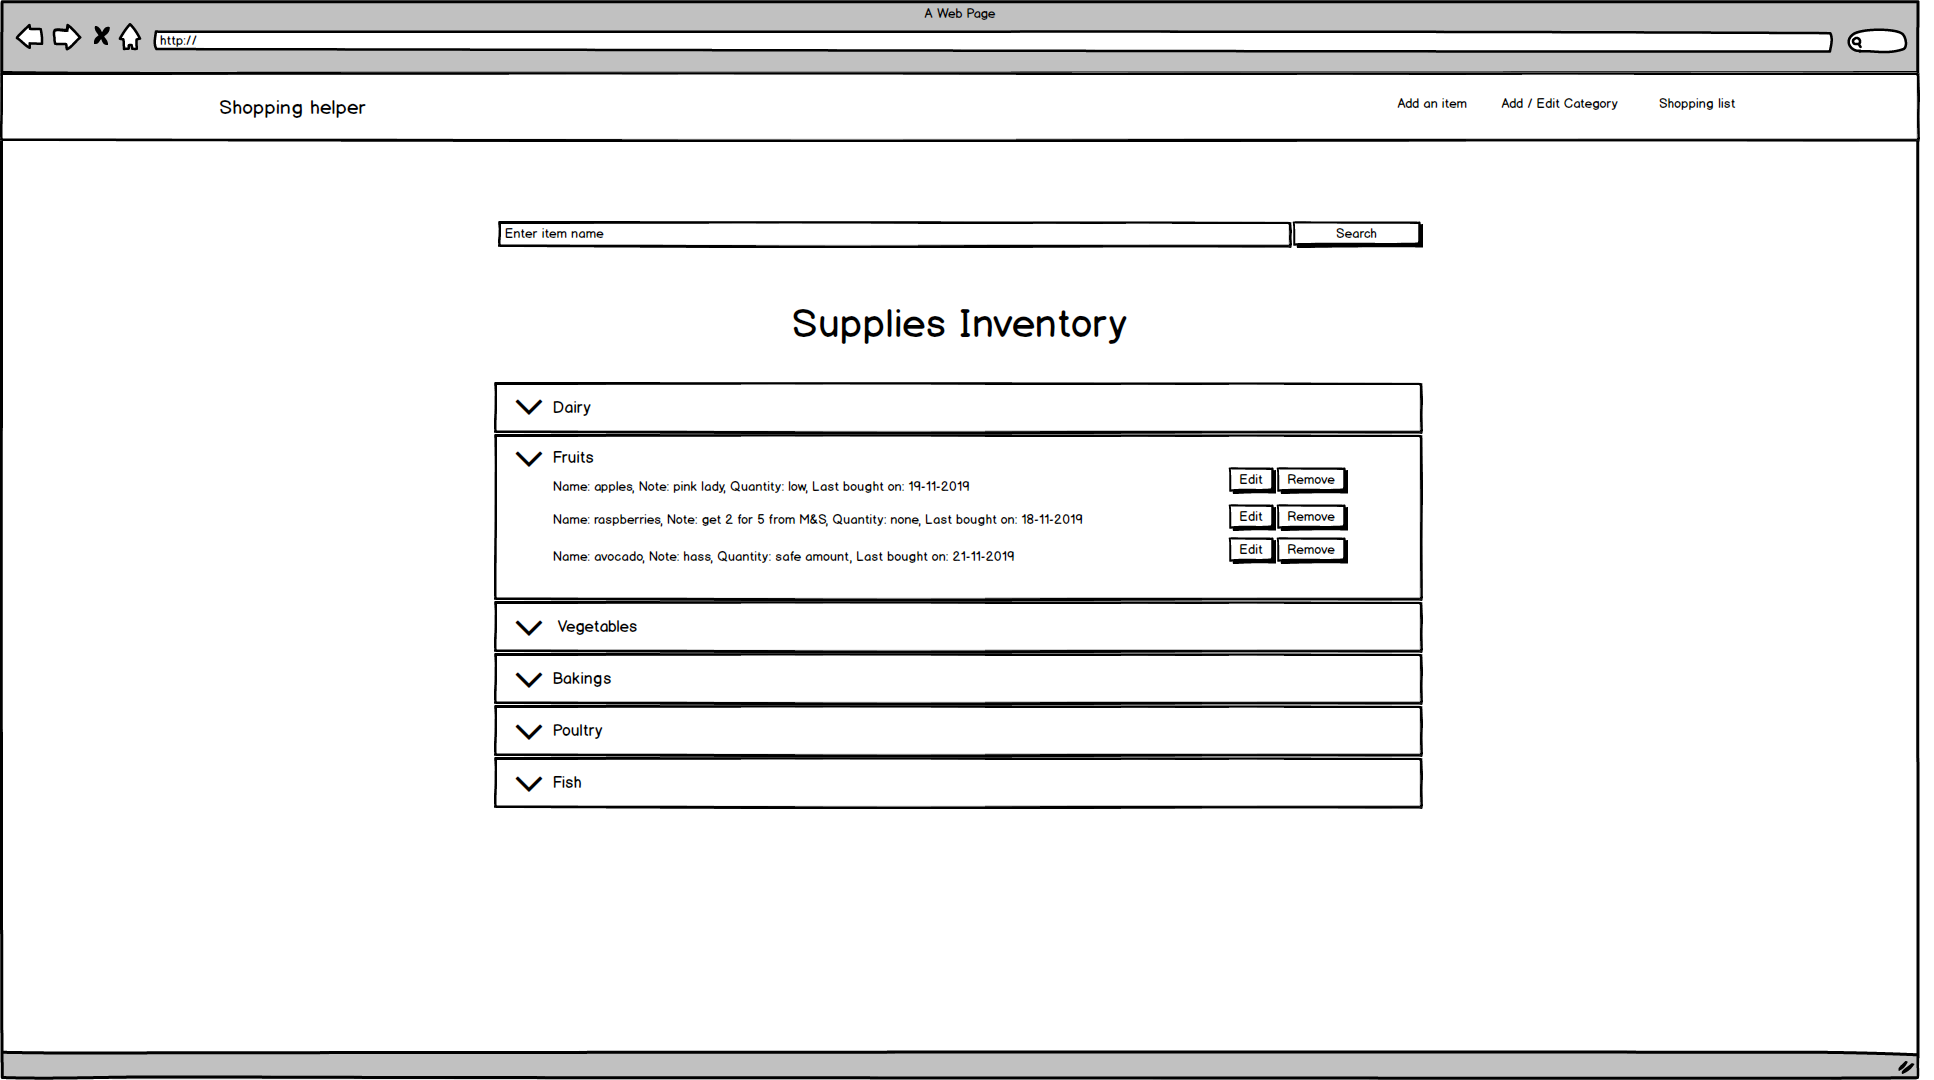 A Web Page
http://
Shopping helper
Add an item
Add / Edit Category
Shopping list
Enter item name
Search
Supplies Inventory
Dairy
Fruits
Name: apples, Note: pink lady, Quantity: low, Last bought on: 19-11-2019
Edit
Remove
Name: raspberries, Note: get 2 for 5 from M&S, Quantity: none, Last bought on: 18-11-2019
Edit
Remove
Name: avocado, Note: hass, Quantity: safe amount, Last bought on: 21-11-2019
Edit
Remove
Vegetables
Bakings
Poultry
Fish